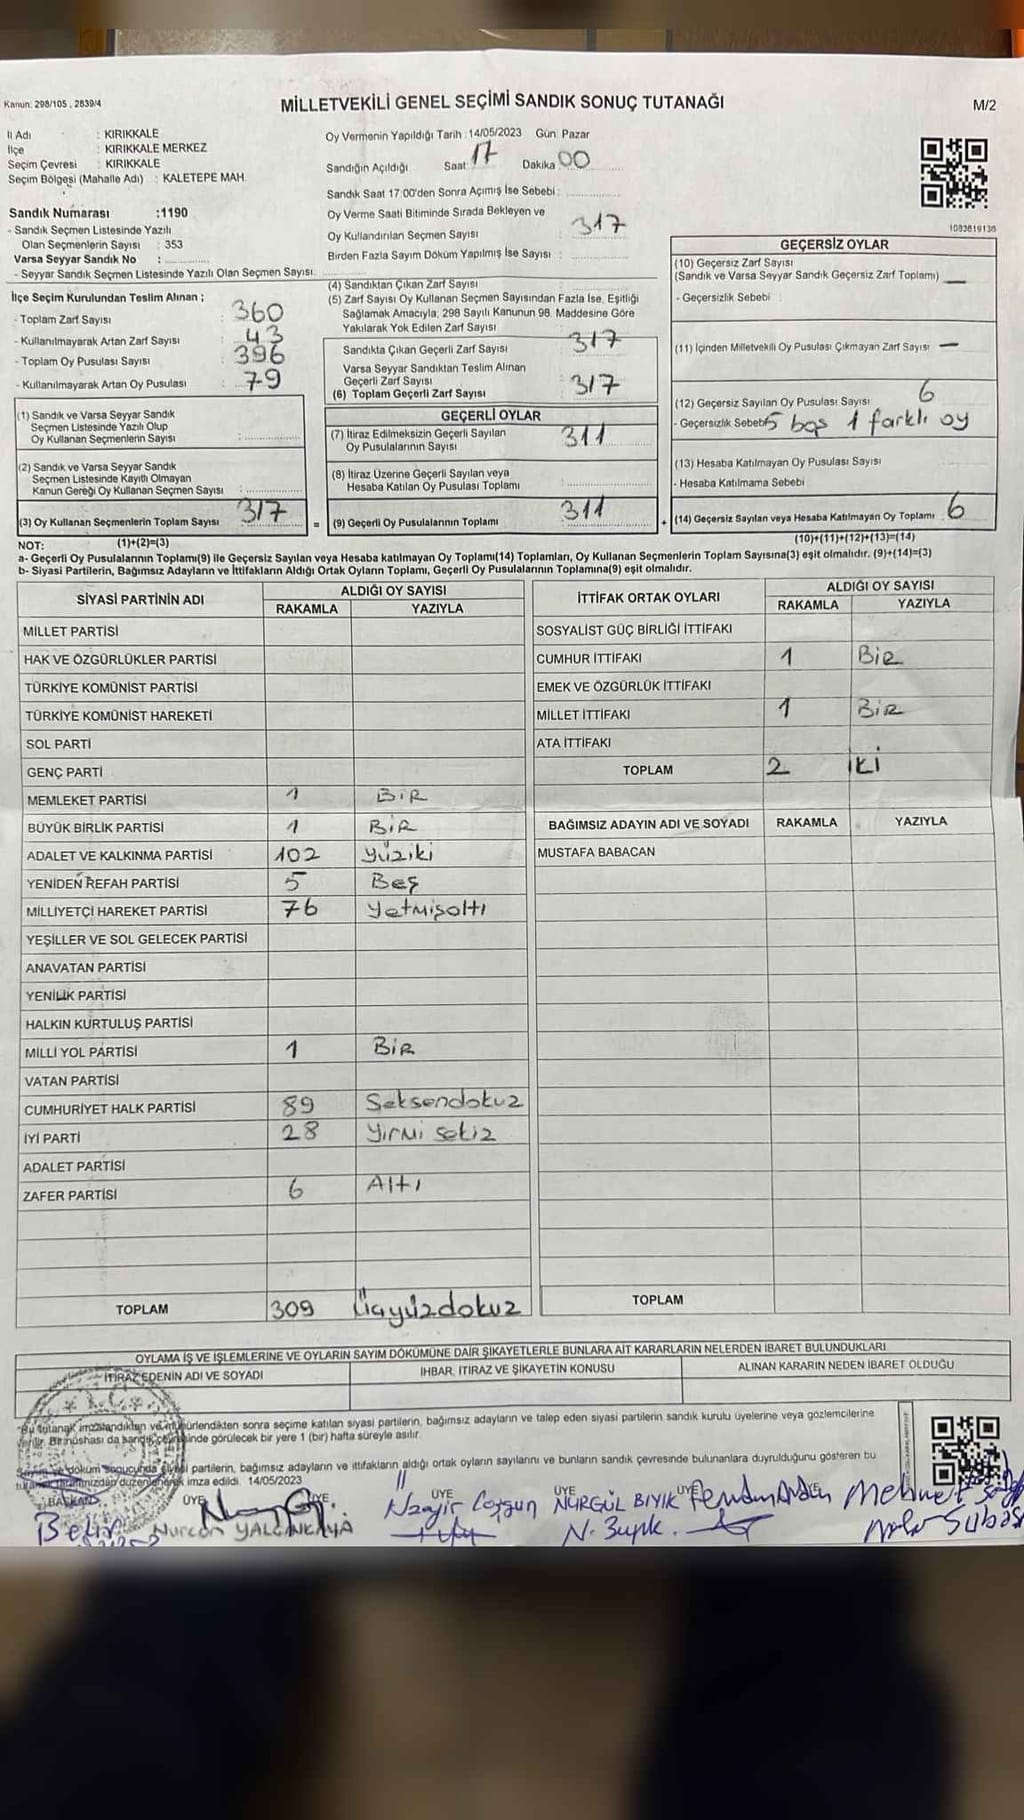 Kanun: 298/105 , 2839/4
MİLLETVEKİLİ GENEL SEÇİMİ SANDIK SONUÇ TUTANAĞI
M/2
İl Adı : KIRIKKALE
İlçe : KIRIKKALE MERKEZ
Seçim Çevresi : KIRIKKALE
Seçim Bölgesi (Mahalle Adı) : KALETEPE MAH.
Sandık Numarası :1190
- Sandık Seçmen Listesinde Yazılı
Olan Seçmenlerin Sayısı : 353
Varsa Seyyar Sandık No :
- Seyyar Sandık Seçmen Listesinde Yazılı Olan Seçmen Sayısı:
Oy Vermenin Yapıldığı Tarih :14/05/2023 Gün: Pazar
Sandığın Açıldığı Saat: 17 Dakika 00
Sandık Saat 17:00'den Sonra Açımış İse Sebebi :
Oy Verme Saati Bitiminde Sırada Bekleyen ve
Oy Kullandırılan Seçmen Sayısı : 317
Birden Fazla Sayım Döküm Yapılmış İse Sayısı :
1083619136
İlçe Seçim Kurulundan Teslim Alınan ;
- Toplam Zarf Sayısı : 360
- Kullanılmayarak Artan Zarf Sayısı : 43
- Toplam Oy Pusulası Sayısı : 396
- Kullanılmayarak Artan Oy Pusulası : 79
(1) Sandık ve Varsa Seyyar Sandık
Seçmen Listesinde Yazılı Olup
Oy Kullanan Seçmenlerin Sayısı :
(2) Sandık ve Varsa Seyyar Sandık
Seçmen Listesinde Kayıtlı Olmayan
Kanun Gereği Oy Kullanan Seçmen Sayısı :
(3) Oy Kullanan Seçmenlerin Toplam Sayısı : 317
(1)+(2)=(3)
(4) Sandıktan Çıkan Zarf Sayısı :
(5) Zarf Sayısı Oy Kullanan Seçmen Sayısından Fazla İse, Eşitliği
Sağlamak Amacıyla, 298 Sayılı Kanunun 98. Maddesine Göre
Yakılarak Yok Edilen Zarf Sayısı :
Sandıkta Çıkan Geçerli Zarf Sayısı : 317
Varsa Seyyar Sandıktan Teslim Alınan
Geçerli Zarf Sayısı :
(6) Toplam Geçerli Zarf Sayısı : 317
GEÇERLİ OYLAR
(7) İtiraz Edilmeksizin Geçerli Sayılan
Oy Pusulalarının Sayısı : 311
(8) İtiraz Üzerine Geçerli Sayılan veya
Hesaba Katılan Oy Pusulası Toplamı :
= (9) Geçerli Oy Pusulalarının Toplamı : 311
GEÇERSİZ OYLAR
(10) Geçersiz Zarf Sayısı
(Sandık ve Varsa Seyyar Sandık Geçersiz Zarf Toplamı) : —
- Geçersizlik Sebebi :
(11) İçinden Milletvekili Oy Pusulası Çıkmayan Zarf Sayısı : —
(12) Geçersiz Sayılan Oy Pusulası Sayısı : 6
- Geçersizlik Sebebi: 5 boş 1 farklı oy
(13) Hesaba Katılmayan Oy Pusulası Sayısı :
- Hesaba Katılmama Sebebi :
+ (14) Geçersiz Sayılan veya Hesaba Katılmayan Oy Toplamı : 6
(10)+(11)+(12)+(13)=(14)
NOT:
a- Geçerli Oy Pusulalarının Toplamı(9) ile Geçersiz Sayılan veya Hesaba katılmayan Oy Toplamı(14) Toplamları, Oy Kullanan Seçmenlerin Toplam Sayısına(3) eşit olmalıdır. (9)+(14)=(3)
b- Siyasi Partilerin, Bağımsız Adayların ve İttifakların Aldığı Ortak Oyların Toplamı, Geçerli Oy Pusulalarının Toplamına(9) eşit olmalıdır.
SİYASİ PARTİNİN ADI ALDIĞI OY SAYISI
RAKAMLA YAZIYLA
MİLLET PARTİSİ
HAK VE ÖZGÜRLÜKLER PARTİSİ
TÜRKİYE KOMÜNİST PARTİSİ
TÜRKİYE KOMÜNİST HAREKETİ
SOL PARTİ
GENÇ PARTİ
MEMLEKET PARTİSİ 1 BİR
BÜYÜK BİRLİK PARTİSİ 1 BİR
ADALET VE KALKINMA PARTİSİ 102 yüziki
YENİDEN REFAH PARTİSİ 5 Beş
MİLLİYETÇİ HAREKET PARTİSİ 76 yetmişaltı
YEŞİLLER VE SOL GELECEK PARTİSİ
ANAVATAN PARTİSİ
YENİLİK PARTİSİ
HALKIN KURTULUŞ PARTİSİ
MİLLİ YOL PARTİSİ 1 BİR
VATAN PARTİSİ
CUMHURİYET HALK PARTİSİ 89 Seksendokuz
İYİ PARTİ 28 yirmi sekiz
ADALET PARTİSİ
ZAFER PARTİSİ 6 Altı
TOPLAM 309 Üçyüzdokuz
İTTİFAK ORTAK OYLARI ALDIĞI OY SAYISI
RAKAMLA YAZIYLA
SOSYALİST GÜÇ BİRLİĞİ İTTİFAKI
CUMHUR İTTİFAKI 1 BİR
EMEK VE ÖZGÜRLÜK İTTİFAKI
MİLLET İTTİFAKI 1 BİR
ATA İTTİFAKI
TOPLAM 2 İKİ
BAĞIMSIZ ADAYIN ADI VE SOYADI RAKAMLA YAZIYLA
MUSTAFA BABACAN
TOPLAM
OYLAMA İŞ VE İŞLEMLERİNE VE OYLARIN SAYIM DÖKÜMÜNE DAİR ŞİKAYETLERLE BUNLARA AİT KARARLARIN NELERDEN İBARET BULUNDUKLARI
İTİRAZ EDENİN ADI VE SOYADI İHBAR, İTİRAZ VE ŞİKAYETİN KONUSU ALINAN KARARIN NEDEN İBARET OLDUĞU
"Bu tutanak imzalandıktan ve mühürlendikten sonra seçime katılan siyasi partilerin, bağımsız adayların ve talep eden siyasi partilerin sandık kurulu üyelerine veya gözlemcilerine
verilir. Bir nüshası da sandık çevresinde görülecek bir yere 1 (bir) hafta süreyle asılır.
döküm sonucunda siyasi partilerin, bağımsız adayların ve ittifakların aldığı ortak oyların sayılarını ve bunların sandık çevresinde bulunanlara duyrulduğunu gösteren bu
tutanak tarafımızdan düzenlenerek imza edildi. 14/05/2023
BAŞKAN ÜYE ÜYE ÜYE ÜYE ÜYE ÜYE
Nurcan YALÇINKAYA Nazir Coşgun NURGÜL BIYIK Mehmet
N. Bıyık.